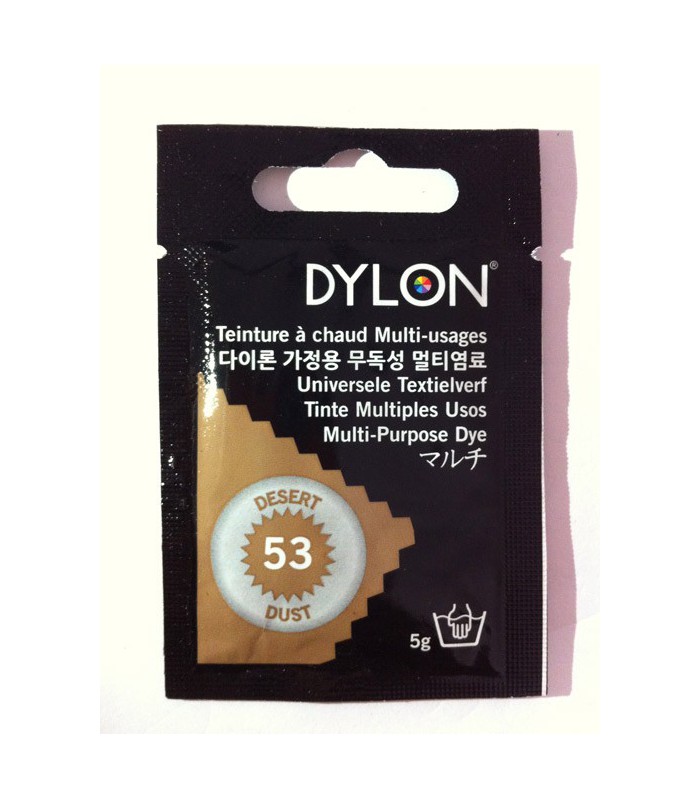 DYLON®
Teinture à chaud Multi-usages
다이론 가정용 무독성 멀티염료
Universele Textielverf
Tinte Multiples Usos
Multi-Purpose Dye
マルチ
DESERT
53
DUST
5g